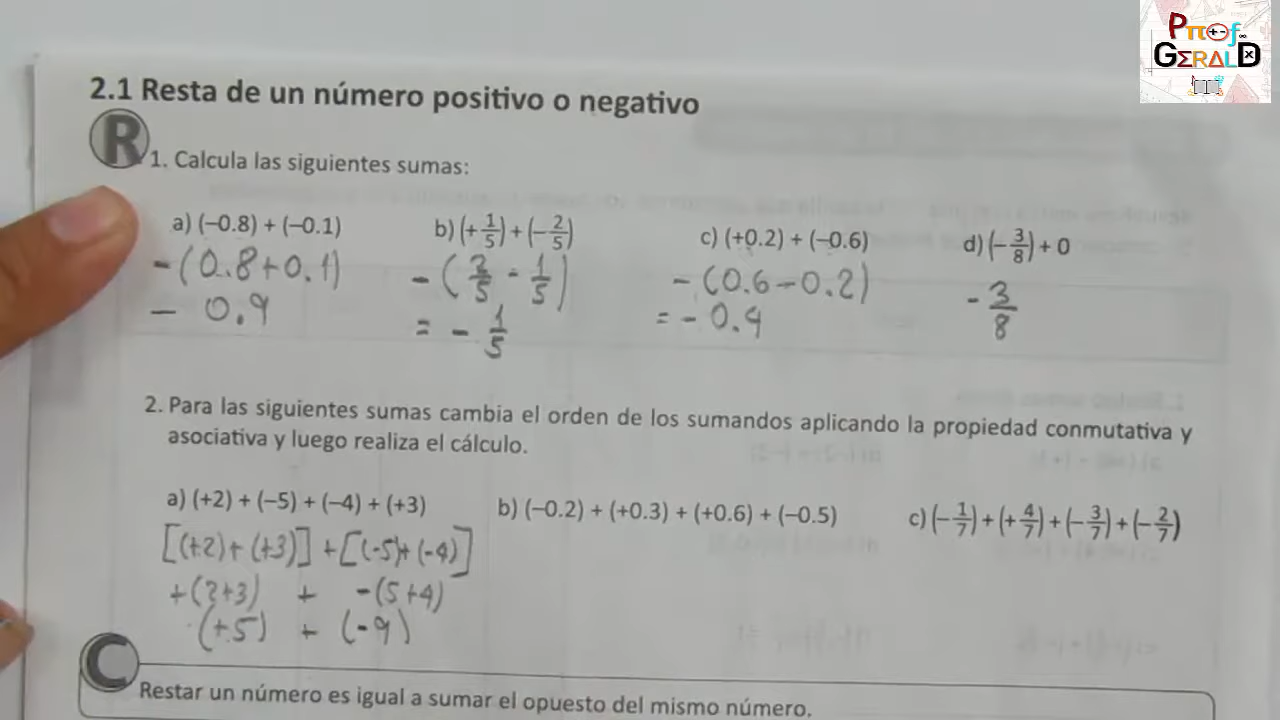 Pππ⊕f.
GΣRALD
2.1 Resta de un número positivo o negativo
R
1. Calcula las siguientes sumas:
a) (−0.8) + (−0.1) b) (+1/5) + (−2/5) c) (+0.2) + (−0.6) d) (−3/8) + 0
-(0.8+0.1) -(2/5 - 1/5) -(0.6-0.2) -3/8
- 0.9 = - 1/5 = - 0.4
2. Para las siguientes sumas cambia el orden de los sumandos aplicando la propiedad conmutativa y
asociativa y luego realiza el cálculo.
a) (+2) + (−5) + (−4) + (+3) b) (−0.2) + (+0.3) + (+0.6) + (−0.5) c) (−1/7) + (+4/7) + (−3/7) + (−2/7)
[(+2)+(+3)]+[(-5)+(-4)]
+(2+3) + -(5+4)
(+5) + (-9)
C
Restar un número es igual a sumar el opuesto del mismo número.